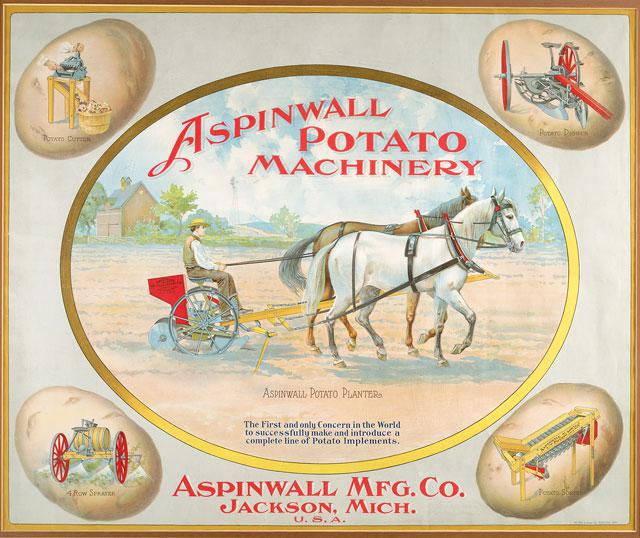 POTATO CUTTER
POTATO DIGGER
ASPINWALL
POTATO
MACHINERY
ASPINWALL POTATO PLANTER
The First and only Concern in the World
to successfully make and introduce a
complete line of Potato Implements.
4 ROW SPRAYER
POTATO SORTER
ASPINWALL MFG. CO.
JACKSON, MICH.
U. S. A.